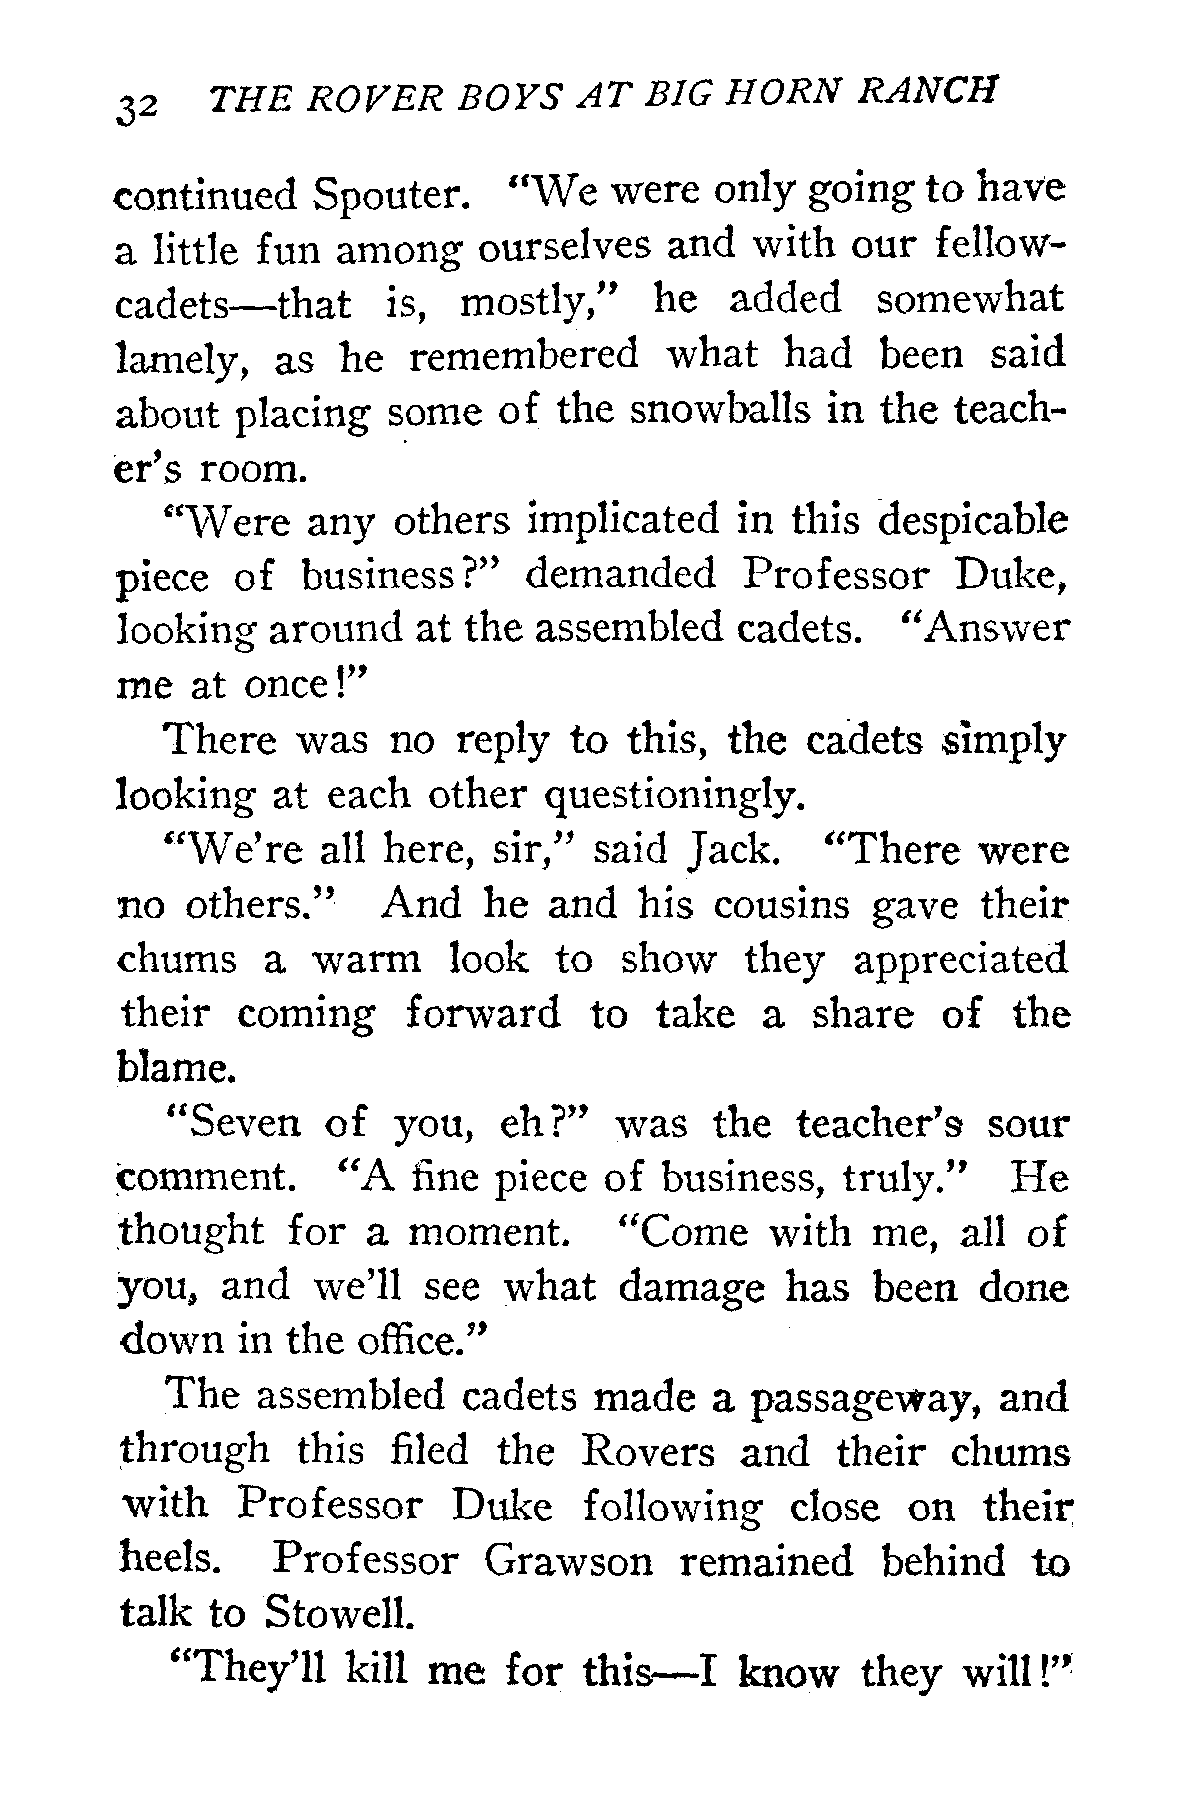 32 THE ROVER BOYS AT BIG HORN RANCH
continued Spouter. “We were only going to have
a little fun among ourselves and with our fellow-
cadets—that is, mostly,” he added somewhat
lamely, as he remembered what had been said
about placing some of the snowballs in the teach-
er’s room.
“Were any others implicated in this despicable
piece of business?” demanded Professor Duke,
looking around at the assembled cadets. “Answer
me at once!”
There was no reply to this, the cadets simply
looking at each other questioningly.
“We’re all here, sir,” said Jack. “There were
no others.” And he and his cousins gave their
chums a warm look to show they appreciated
their coming forward to take a share of the
blame.
“Seven of you, eh?” was the teacher’s sour
comment. “A fine piece of business, truly.” He
thought for a moment. “Come with me, all of
you, and we’ll see what damage has been done
down in the office.”
The assembled cadets made a passageway, and
through this filed the Rovers and their chums
with Professor Duke following close on their
heels. Professor Grawson remained behind to
talk to Stowell.
“They’ll kill me for this—I know they will!”